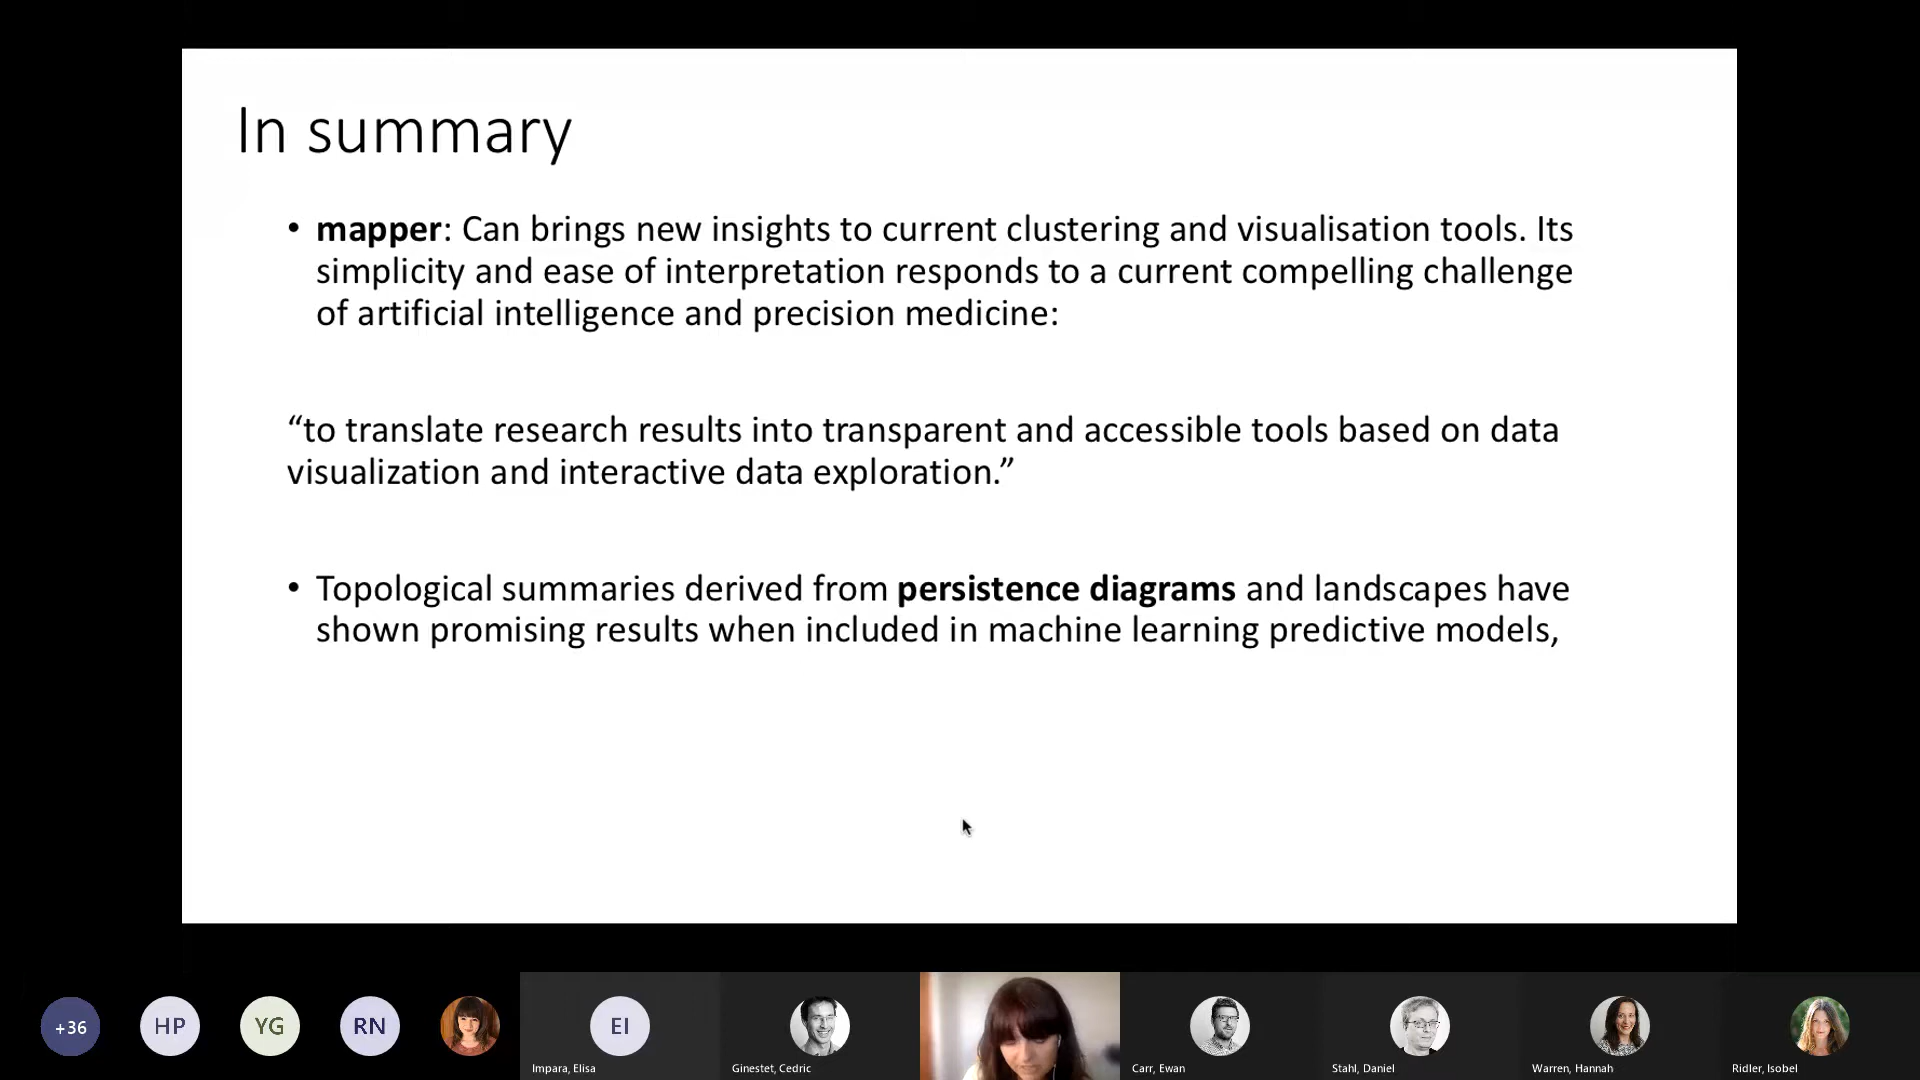 In summary
• mapper: Can brings new insights to current clustering and visualisation tools. Its
simplicity and ease of interpretation responds to a current compelling challenge
of artificial intelligence and precision medicine:
“to translate research results into transparent and accessible tools based on data
visualization and interactive data exploration.”
• Topological summaries derived from persistence diagrams and landscapes have
shown promising results when included in machine learning predictive models,
+36
HP
YG
RN
EI
Impara, Elisa
Ginestet, Cedric
Carr, Ewan
Stahl, Daniel
Warren, Hannah
Ridler, Isobel